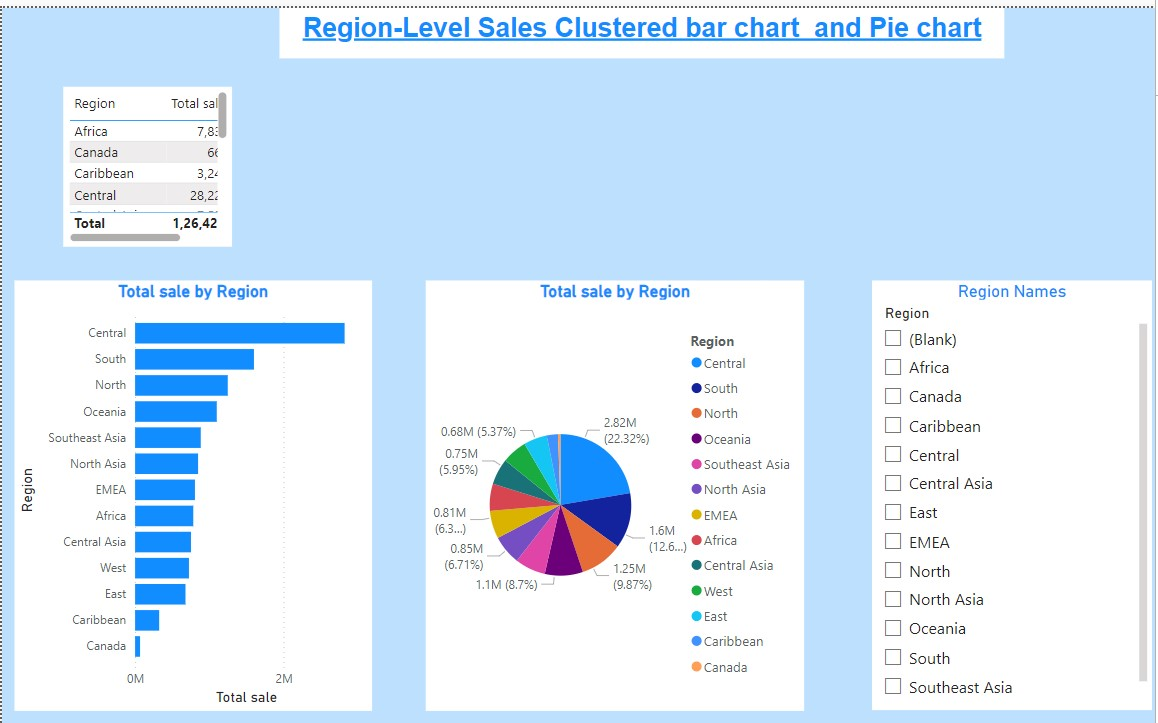 Region-Level Sales Clustered bar chart  and Pie chart
Region Total sal
Africa 7,83
Canada 66
Caribbean 3,24
Central 28,22
Total 1,26,42
Total sale by Region
Central
South
North
Oceania
Southeast Asia
North Asia
EMEA
Africa
Central Asia
West
East
Caribbean
Canada
Region
0M 2M
Total sale
Total sale by Region
2.82M
(22.32%)
1.6M
(12.6...)
1.25M
(9.87%)
1.1M (8.7%)
0.85M
(6.71%)
0.81M
(6.3...)
0.75M
(5.95%)
0.68M (5.37%)
Region
Central
South
North
Oceania
Southeast Asia
North Asia
EMEA
Africa
Central Asia
West
East
Caribbean
Canada
Region Names
Region
(Blank)
Africa
Canada
Caribbean
Central
Central Asia
East
EMEA
North
North Asia
Oceania
South
Southeast Asia